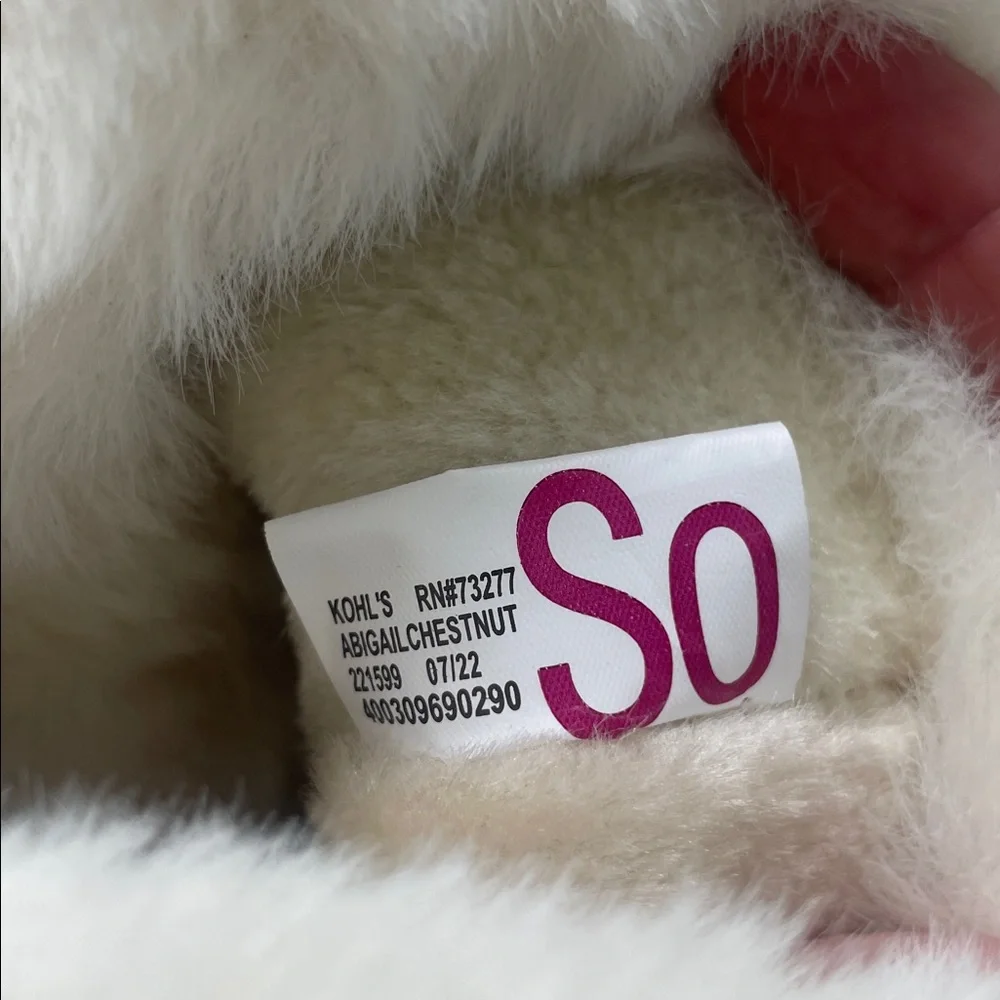 KOHL'S RN#73277
ABIGAILCHESTNUT
221599 07/22
400309690290
So